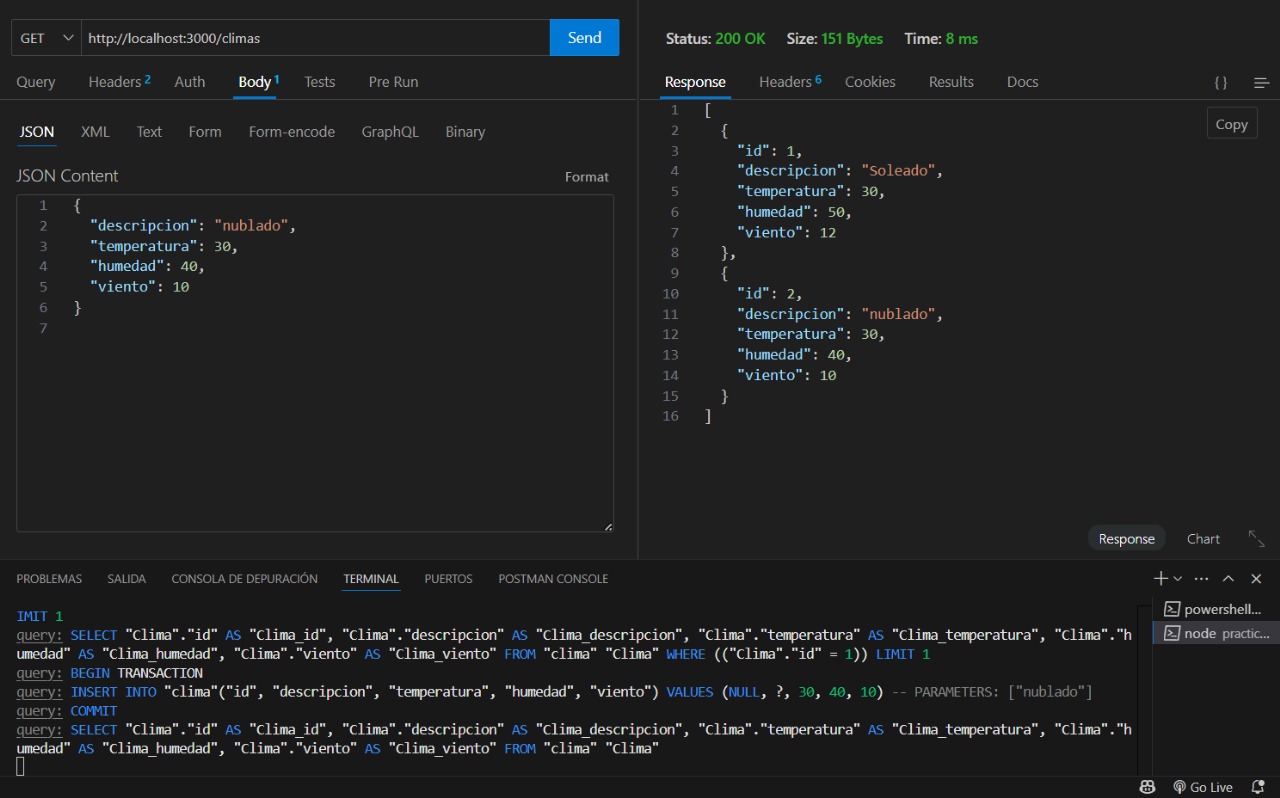 GET http://localhost:3000/climas Send
Query Headers 2 Auth Body 1 Tests Pre Run
JSON XML Text Form Form-encode GraphQL Binary
JSON Content Format
1 {
2 "descripcion": "nublado",
3 "temperatura": 30,
4 "humedad": 40,
5 "viento": 10
6 }
7
Status: 200 OK Size: 151 Bytes Time: 8 ms
Response Headers 6 Cookies Results Docs {}
Copy
1 [
2 {
3 "id": 1,
4 "descripcion": "Soleado",
5 "temperatura": 30,
6 "humedad": 50,
7 "viento": 12
8 },
9 {
10 "id": 2,
11 "descripcion": "nublado",
12 "temperatura": 30,
13 "humedad": 40,
14 "viento": 10
15 }
16 ]
Response Chart
PROBLEMAS SALIDA CONSOLA DE DEPURACIÓN TERMINAL PUERTOS POSTMAN CONSOLE
IMIT 1
query: SELECT "Clima"."id" AS "Clima_id", "Clima"."descripcion" AS "Clima_descripcion", "Clima"."temperatura" AS "Clima_temperatura", "Clima"."h
umedad" AS "Clima_humedad", "Clima"."viento" AS "Clima_viento" FROM "clima" "Clima" WHERE (("Clima"."id" = 1)) LIMIT 1
query: BEGIN TRANSACTION
query: INSERT INTO "clima"("id", "descripcion", "temperatura", "humedad", "viento") VALUES (NULL, ?, 30, 40, 10) -- PARAMETERS: ["nublado"]
query: COMMIT
query: SELECT "Clima"."id" AS "Clima_id", "Clima"."descripcion" AS "Clima_descripcion", "Clima"."temperatura" AS "Clima_temperatura", "Clima"."h
umedad" AS "Clima_humedad", "Clima"."viento" AS "Clima_viento" FROM "clima" "Clima"
powershell...
node practic...
Go Live